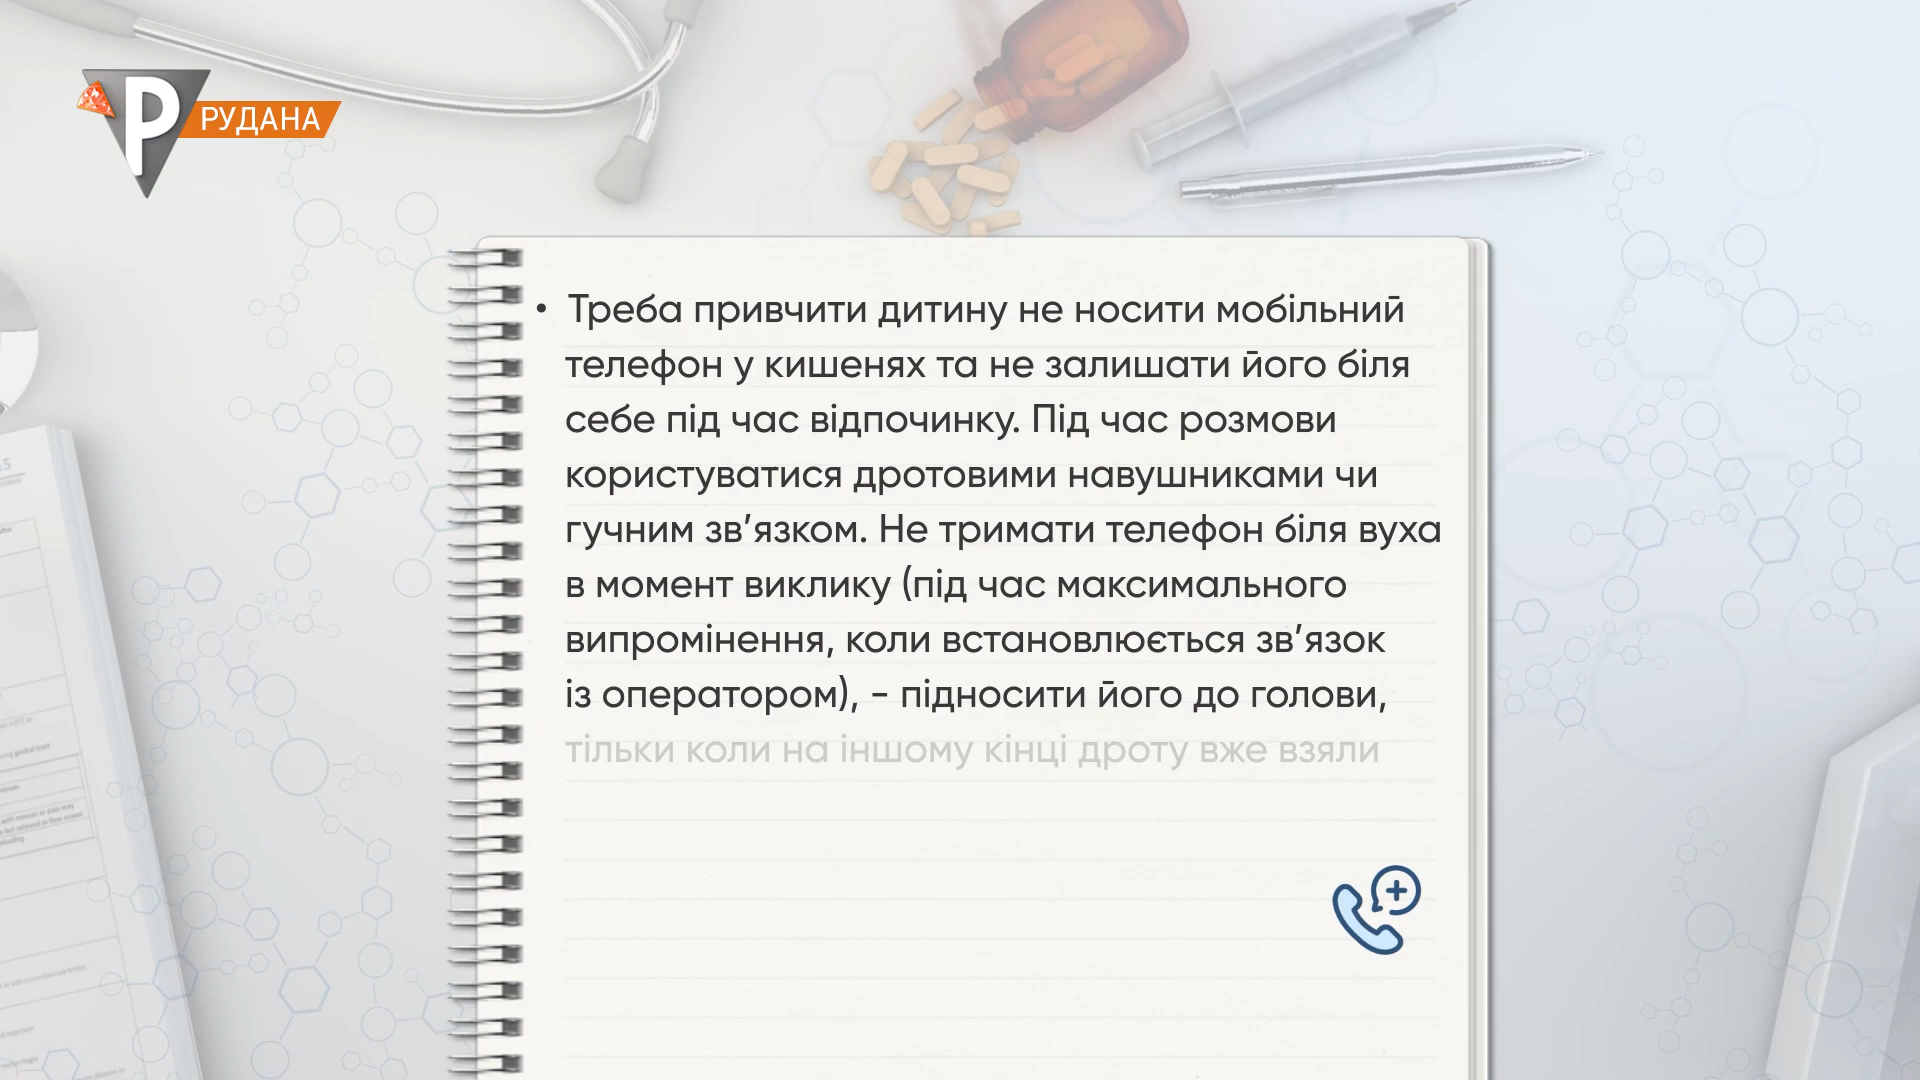 РУДАНА
• Треба привчити дитину не носити мобільний
телефон у кишенях та не залишати його біля
себе під час відпочинку. Під час розмови
користуватися дротовими навушниками чи
гучним зв’язком. Не тримати телефон біля вуха
в момент виклику (під час максимального
випромінення, коли встановлюється зв’язок
із оператором), - підносити його до голови,
тільки коли на іншому кінці дроту вже взяли